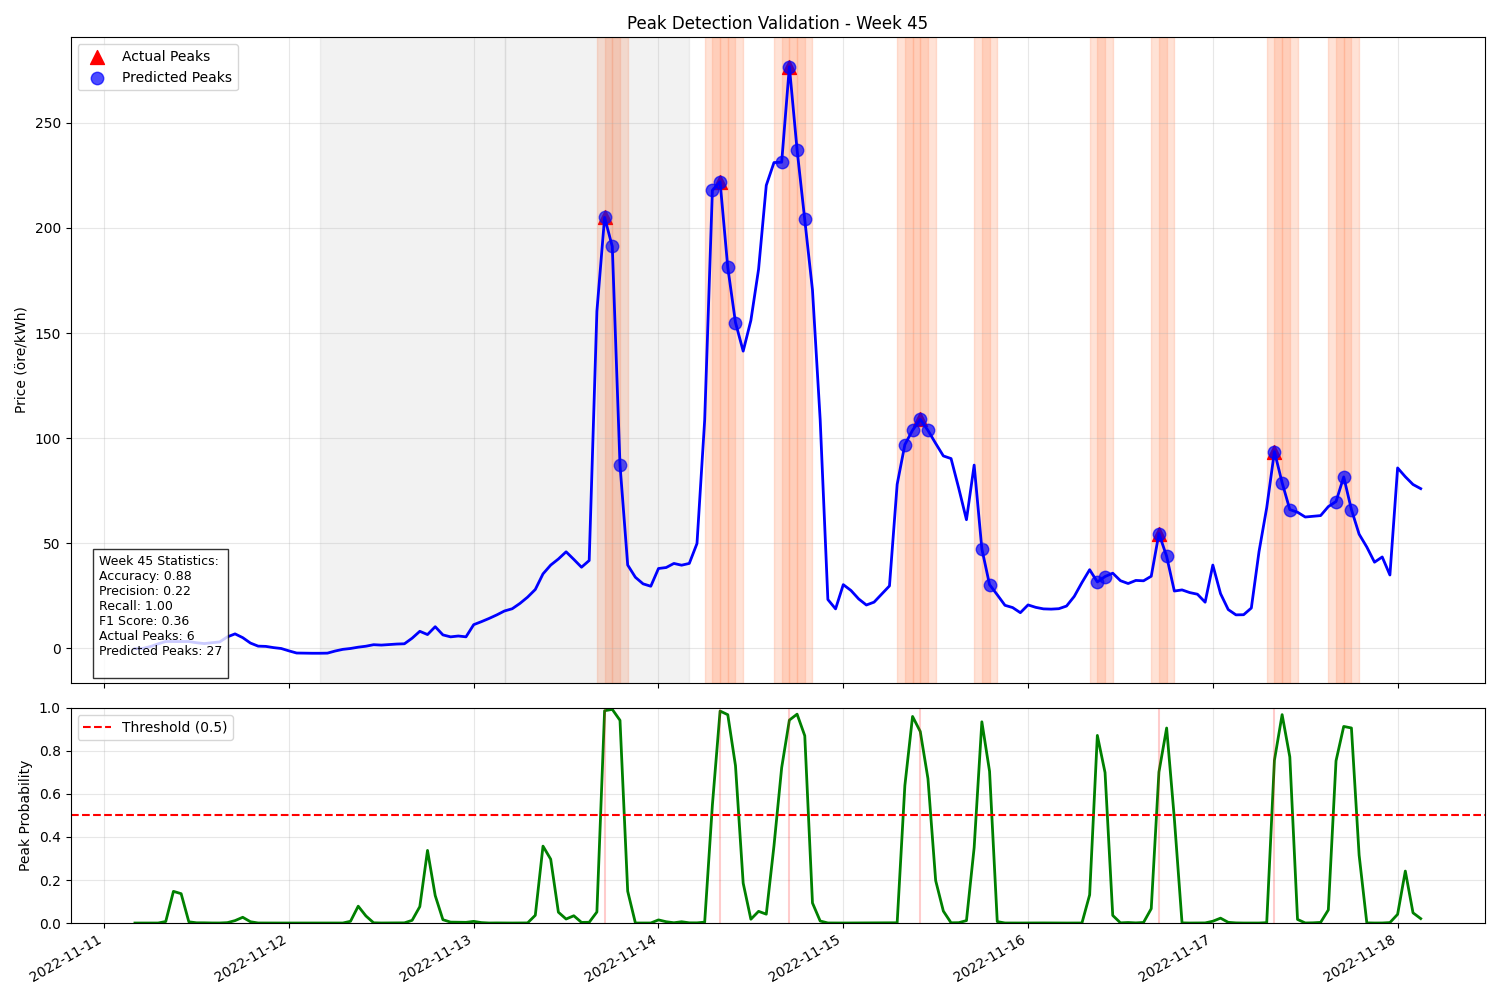 Peak Detection Validation - Week 45
Actual Peaks
Predicted Peaks
Price (öre/kWh)
250
200
150
100
50
0
Week 45 Statistics:
Accuracy: 0.88
Precision: 0.22
Recall: 1.00
F1 Score: 0.36
Actual Peaks: 6
Predicted Peaks: 27
Threshold (0.5)
Peak Probability
1.0
0.8
0.6
0.4
0.2
0.0
2022-11-11
2022-11-12
2022-11-13
2022-11-14
2022-11-15
2022-11-16
2022-11-17
2022-11-18